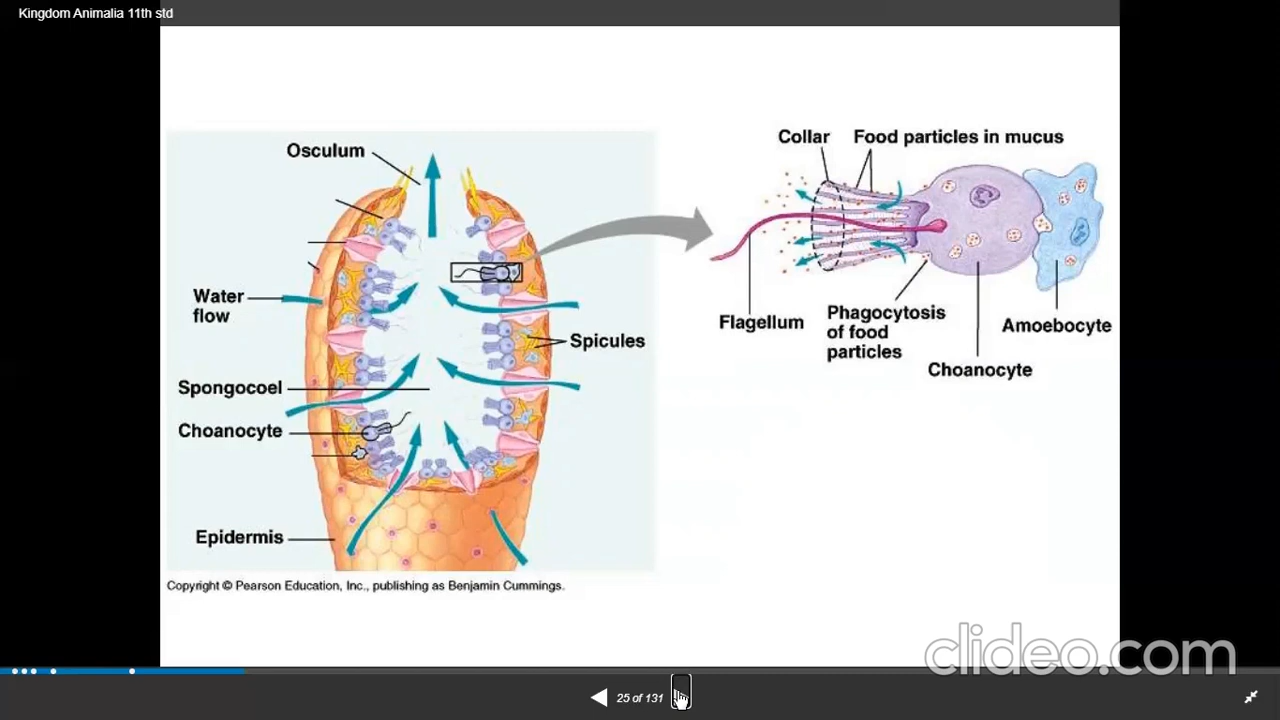 Kingdom Animalia 11th std
Osculum
Water
flow
Spongocoel
Choanocyte
Epidermis
Spicules
Collar
Food particles in mucus
Flagellum
Phagocytosis
of food
particles
Choanocyte
Amoebocyte
Copyright © Pearson Education, Inc., publishing as Benjamin Cummings.
clideo.com
25 of 131